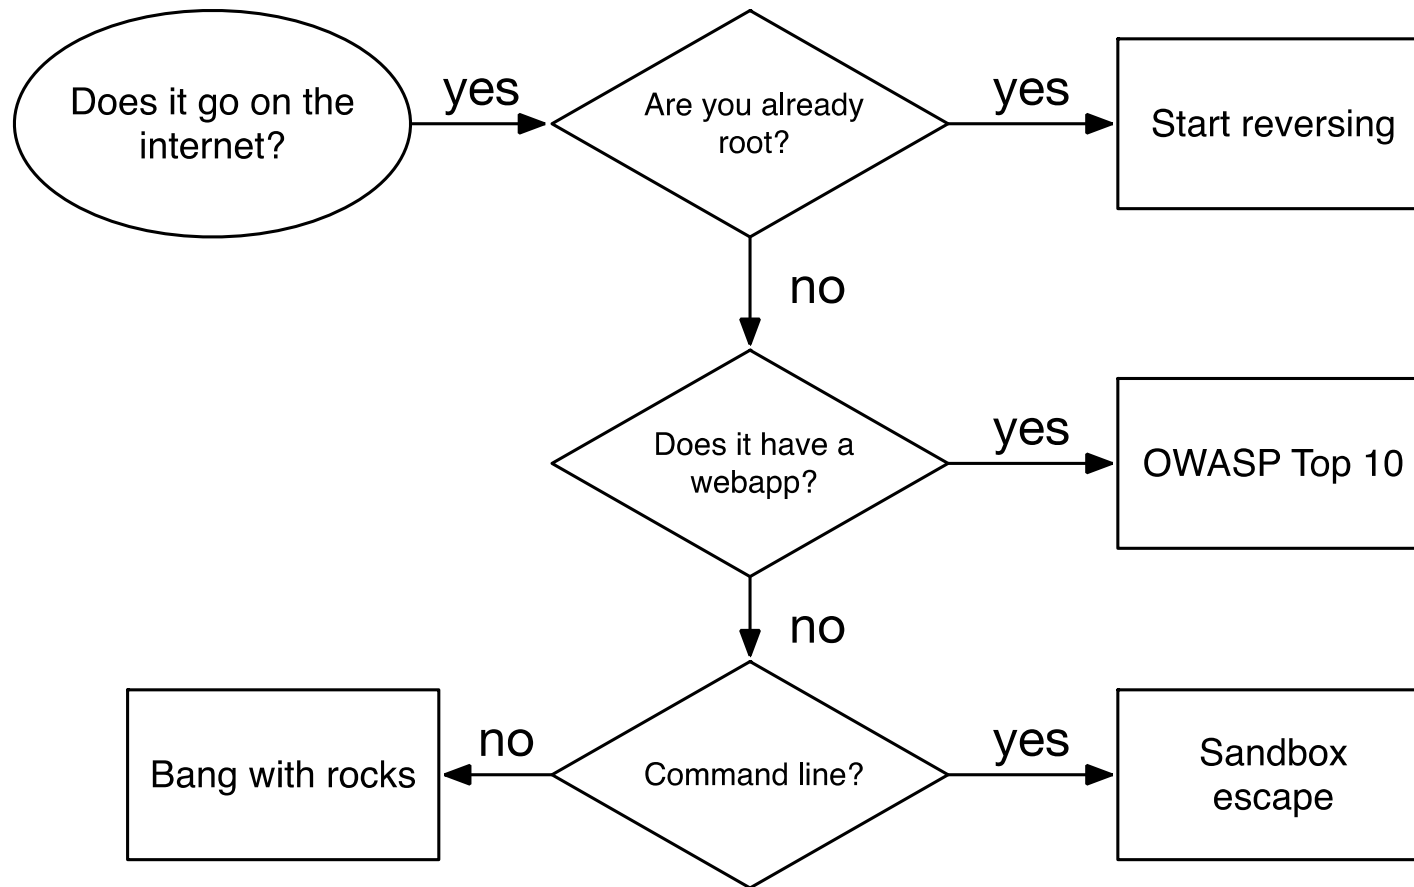 Does it go on the
internet?
yes
Are you already
root?
yes
Start reversing
no
Does it have a
webapp?
yes
OWASP Top 10
no
Bang with rocks
no
Command line?
yes
Sandbox
escape